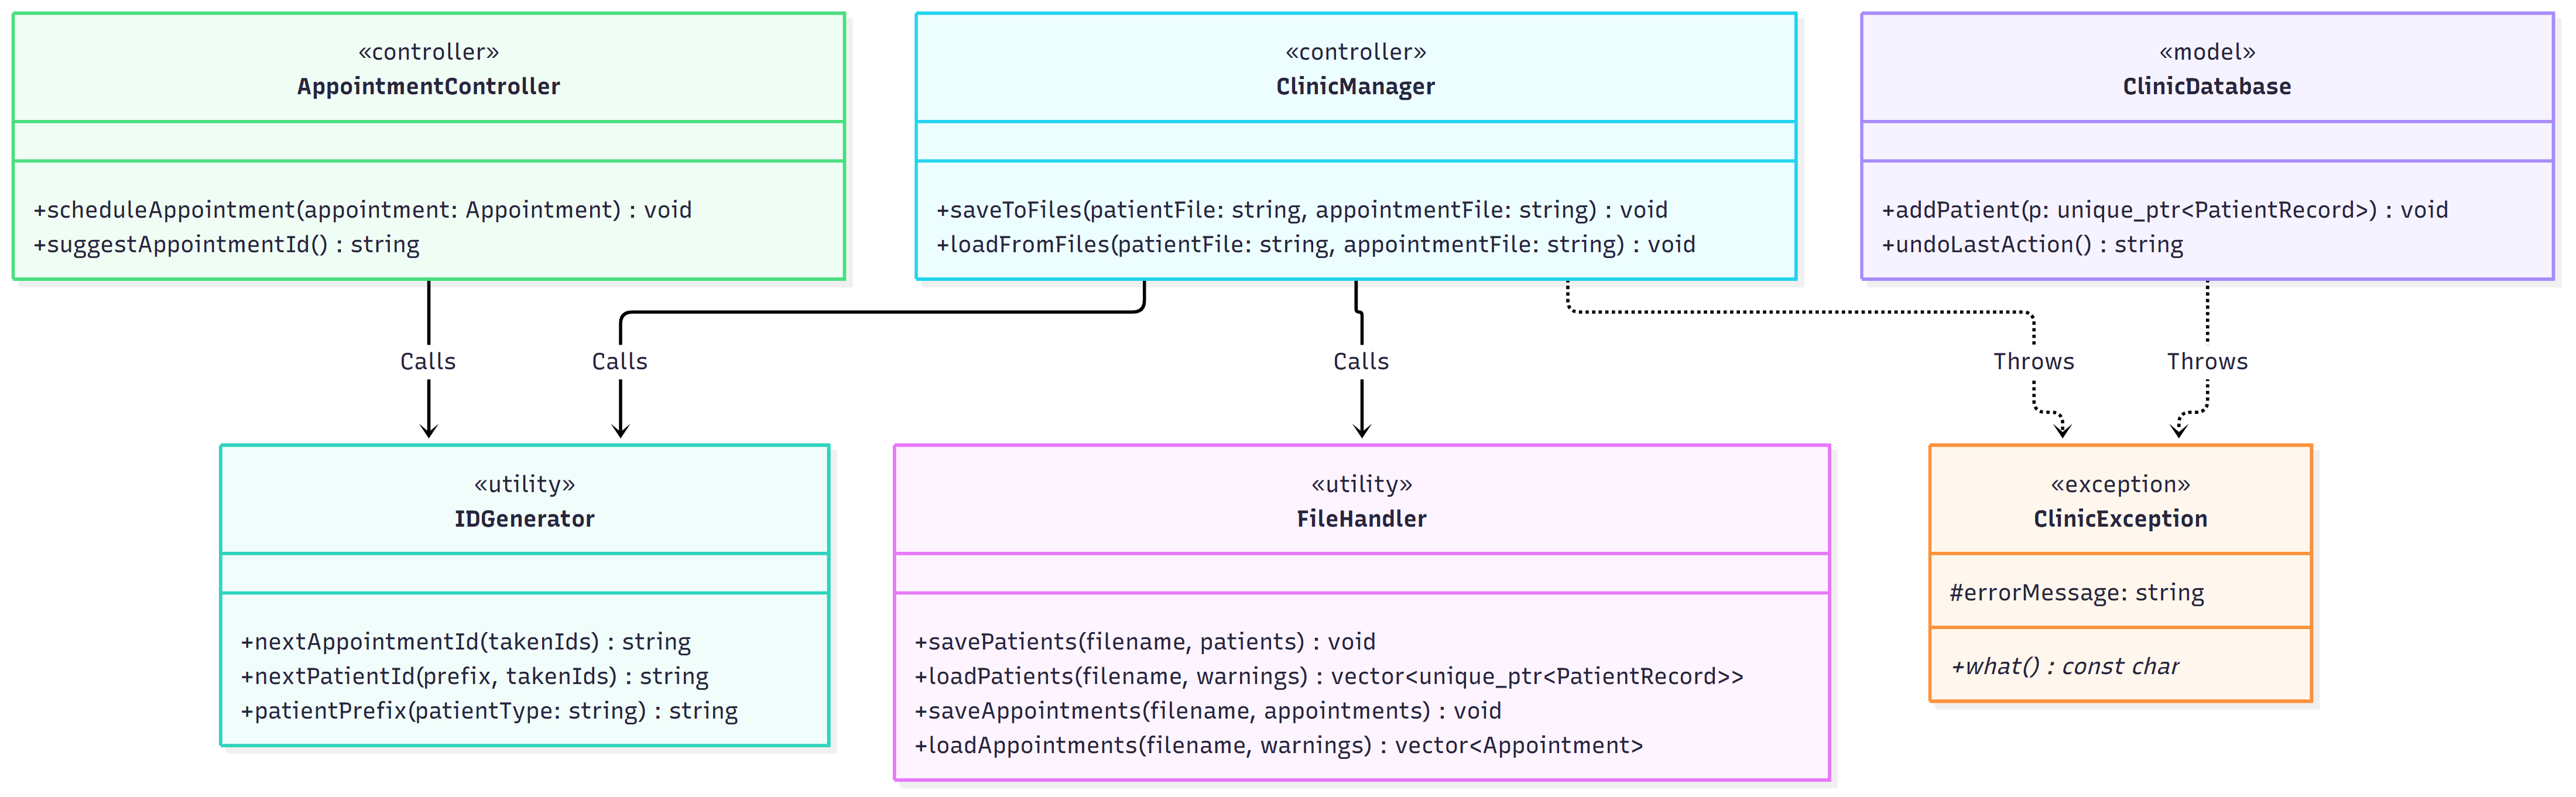 «controller»
AppointmentController
+scheduleAppointment(appointment: Appointment) : void
+suggestAppointmentId() : string
«controller»
ClinicManager
+saveToFiles(patientFile: string, appointmentFile: string) : void
+loadFromFiles(patientFile: string, appointmentFile: string) : void
«model»
ClinicDatabase
+addPatient(p: unique_ptr<PatientRecord>) : void
+undoLastAction() : string
Calls
Calls
Calls
Throws
Throws
«utility»
IDGenerator
+nextAppointmentId(takenIds) : string
+nextPatientId(prefix, takenIds) : string
+patientPrefix(patientType: string) : string
«utility»
FileHandler
+savePatients(filename, patients) : void
+loadPatients(filename, warnings) : vector<unique_ptr<PatientRecord>>
+saveAppointments(filename, appointments) : void
+loadAppointments(filename, warnings) : vector<Appointment>
«exception»
ClinicException
#errorMessage: string
+what() : const char